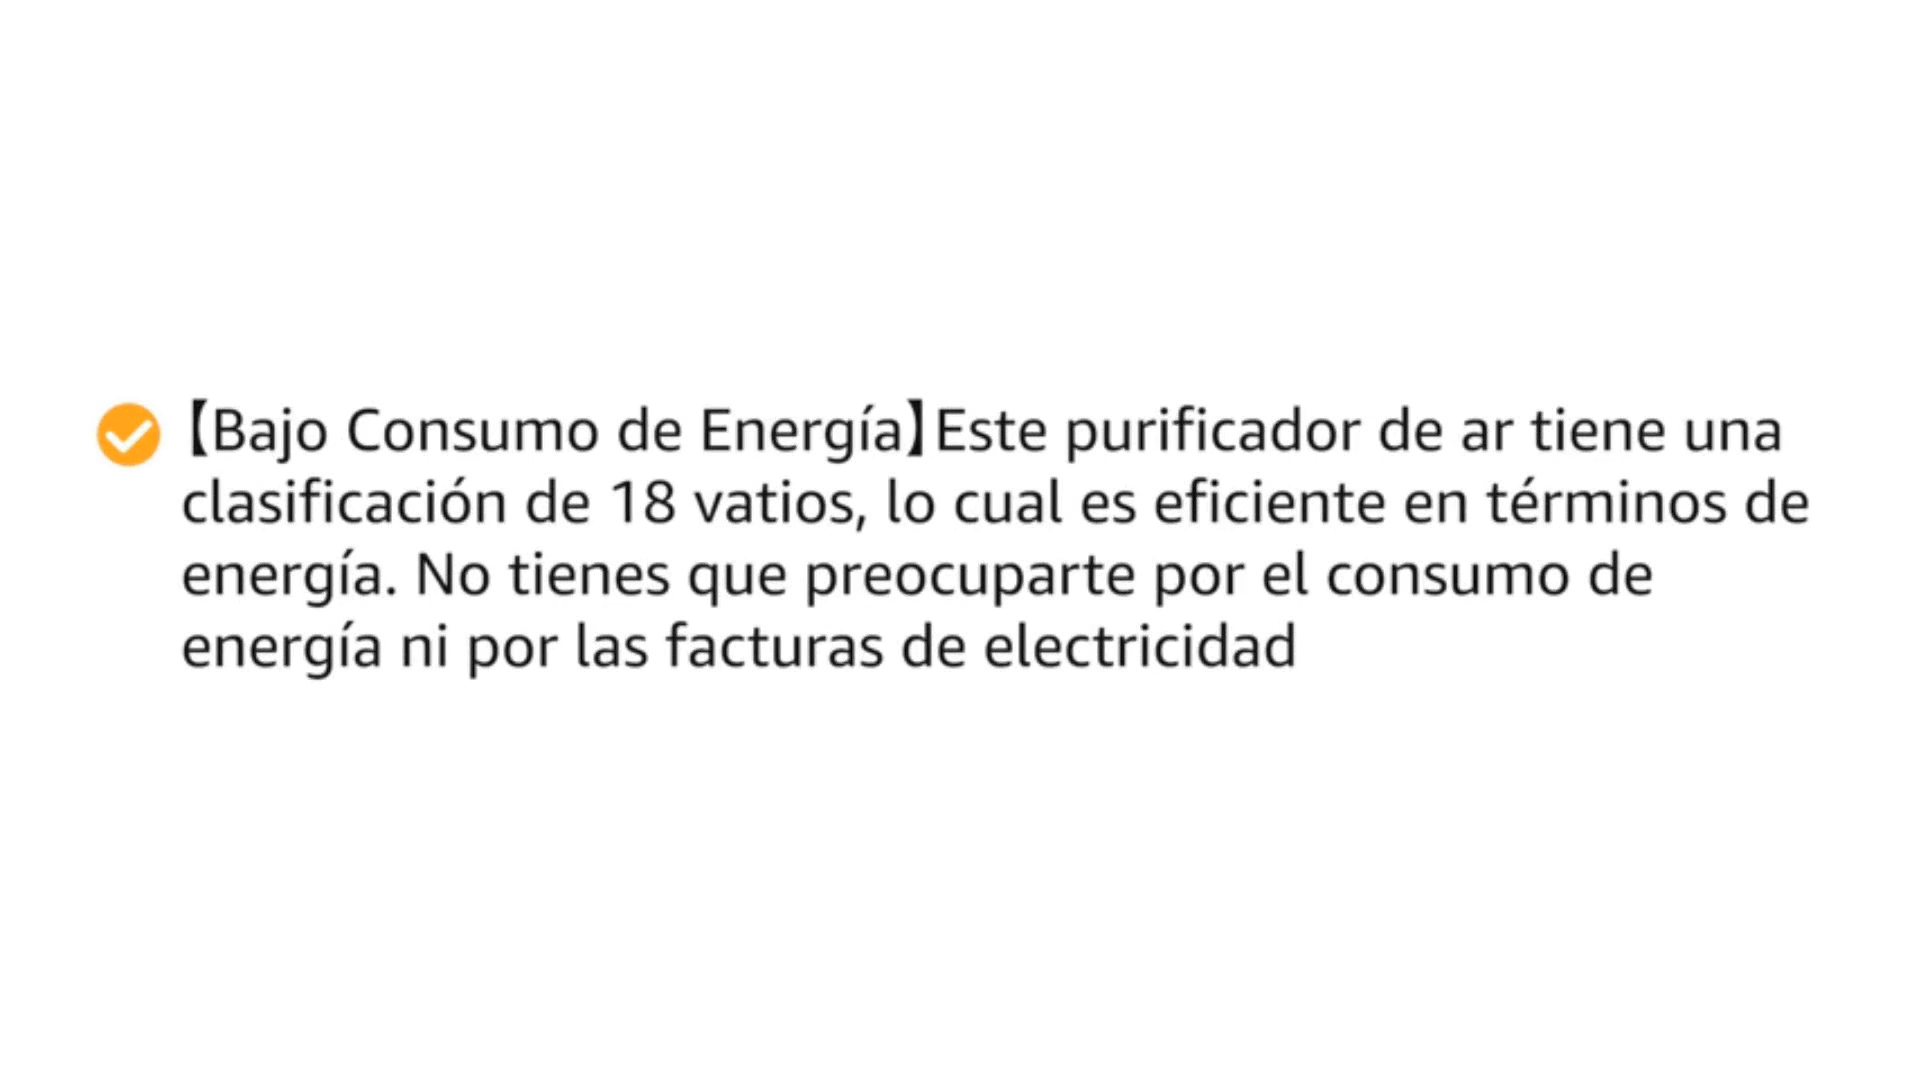 【Bajo Consumo de Energía】Este purificador de ar tiene una
clasificación de 18 vatios, lo cual es eficiente en términos de
energía. No tienes que preocuparte por el consumo de
energía ni por las facturas de electricidad